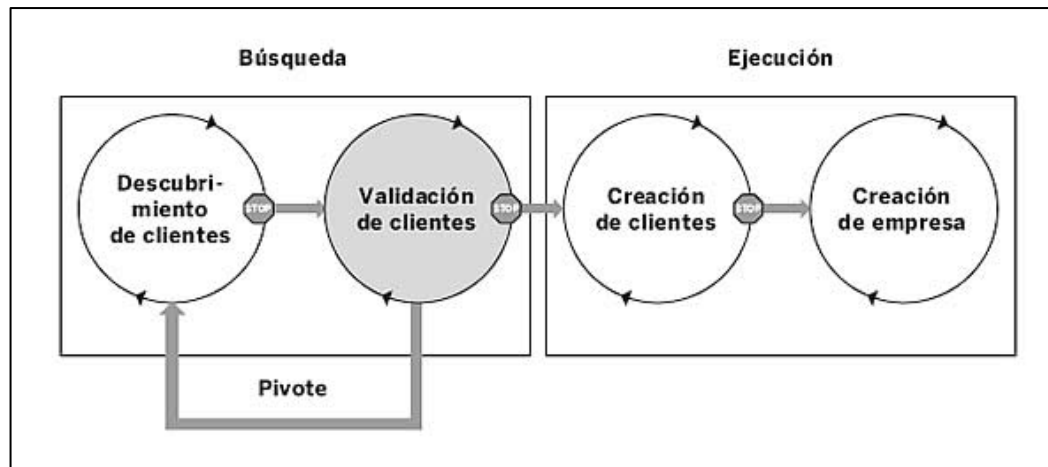 Búsqueda
Ejecución
Descubri-
miento
de clientes
STOP
Validación
de clientes
STOP
Creación
de clientes
STOP
Creación
de empresa
Pivote